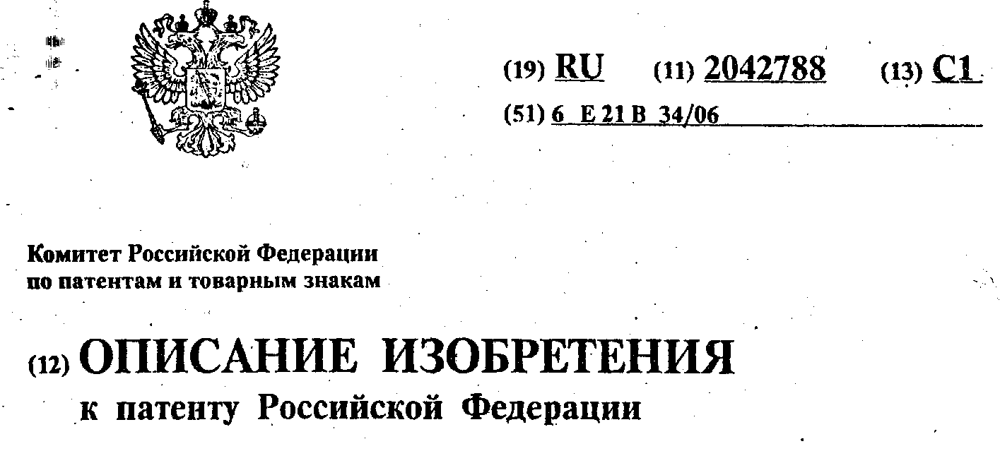 (19) RU (11) 2042788 (13) C1
(51) 6 E 21 B 34/06
Комитет Российской Федерации
по патентам и товарным знакам
(12) ОПИСАНИЕ ИЗОБРЕТЕНИЯ
к патенту Российской Федерации